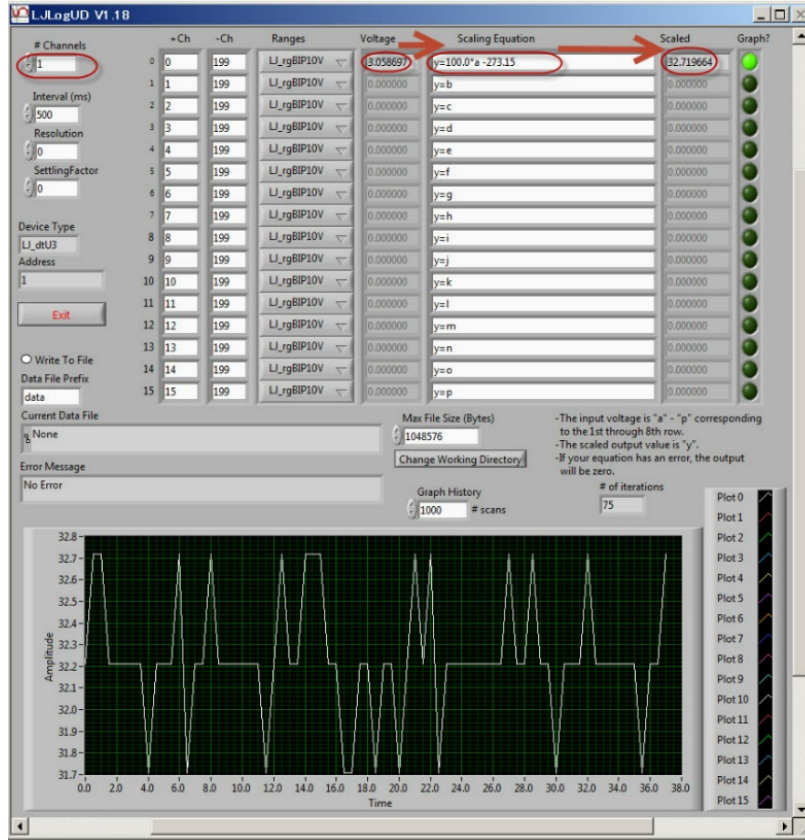 LJLogUD V1.18
# Channels
1
Interval (ms)
500
Resolution
0
SettlingFactor
0
Device Type
LJ_dtU3
Address
1
Exit
Write To File
Data File Prefix
data
+Ch -Ch Ranges Voltage Scaling Equation Scaled Graph?
0 0 199 LJ_rgBIP10V 3.058697 y=100.0*a -273.15 32.719664
1 1 199 LJ_rgBIP10V 0.000000 y=b 0.000000
2 2 199 LJ_rgBIP10V 0.000000 y=c 0.000000
3 3 199 LJ_rgBIP10V 0.000000 y=d 0.000000
4 4 199 LJ_rgBIP10V 0.000000 y=e 0.000000
5 5 199 LJ_rgBIP10V 0.000000 y=f 0.000000
6 6 199 LJ_rgBIP10V 0.000000 y=g 0.000000
7 7 199 LJ_rgBIP10V 0.000000 y=h 0.000000
8 8 199 LJ_rgBIP10V 0.000000 y=i 0.000000
9 9 199 LJ_rgBIP10V 0.000000 y=j 0.000000
10 10 199 LJ_rgBIP10V 0.000000 y=k 0.000000
11 11 199 LJ_rgBIP10V 0.000000 y=l 0.000000
12 12 199 LJ_rgBIP10V 0.000000 y=m 0.000000
13 13 199 LJ_rgBIP10V 0.000000 y=n 0.000000
14 14 199 LJ_rgBIP10V 0.000000 y=o 0.000000
15 15 199 LJ_rgBIP10V 0.000000 y=p 0.000000
Current Data File
None
Error Message
No Error
Max File Size (Bytes)
1048576
Change Working Directory
-The input voltage is "a" - "p" corresponding
to the 1st through 8th row.
-The scaled output value is "y".
-If your equation has an error, the output
will be zero.
Graph History
1000 # scans
# of iterations
75
Amplitude
32.8
32.7
32.6
32.5
32.4
32.3
32.2
32.1
32.0
31.9
31.8
31.7
0.0 2.0 4.0 6.0 8.0 10.0 12.0 14.0 16.0 18.0 20.0 22.0 24.0 26.0 28.0 30.0 32.0 34.0 36.0 38.0
Time
Plot 0
Plot 1
Plot 2
Plot 3
Plot 4
Plot 5
Plot 6
Plot 7
Plot 8
Plot 9
Plot 10
Plot 11
Plot 12
Plot 13
Plot 14
Plot 15